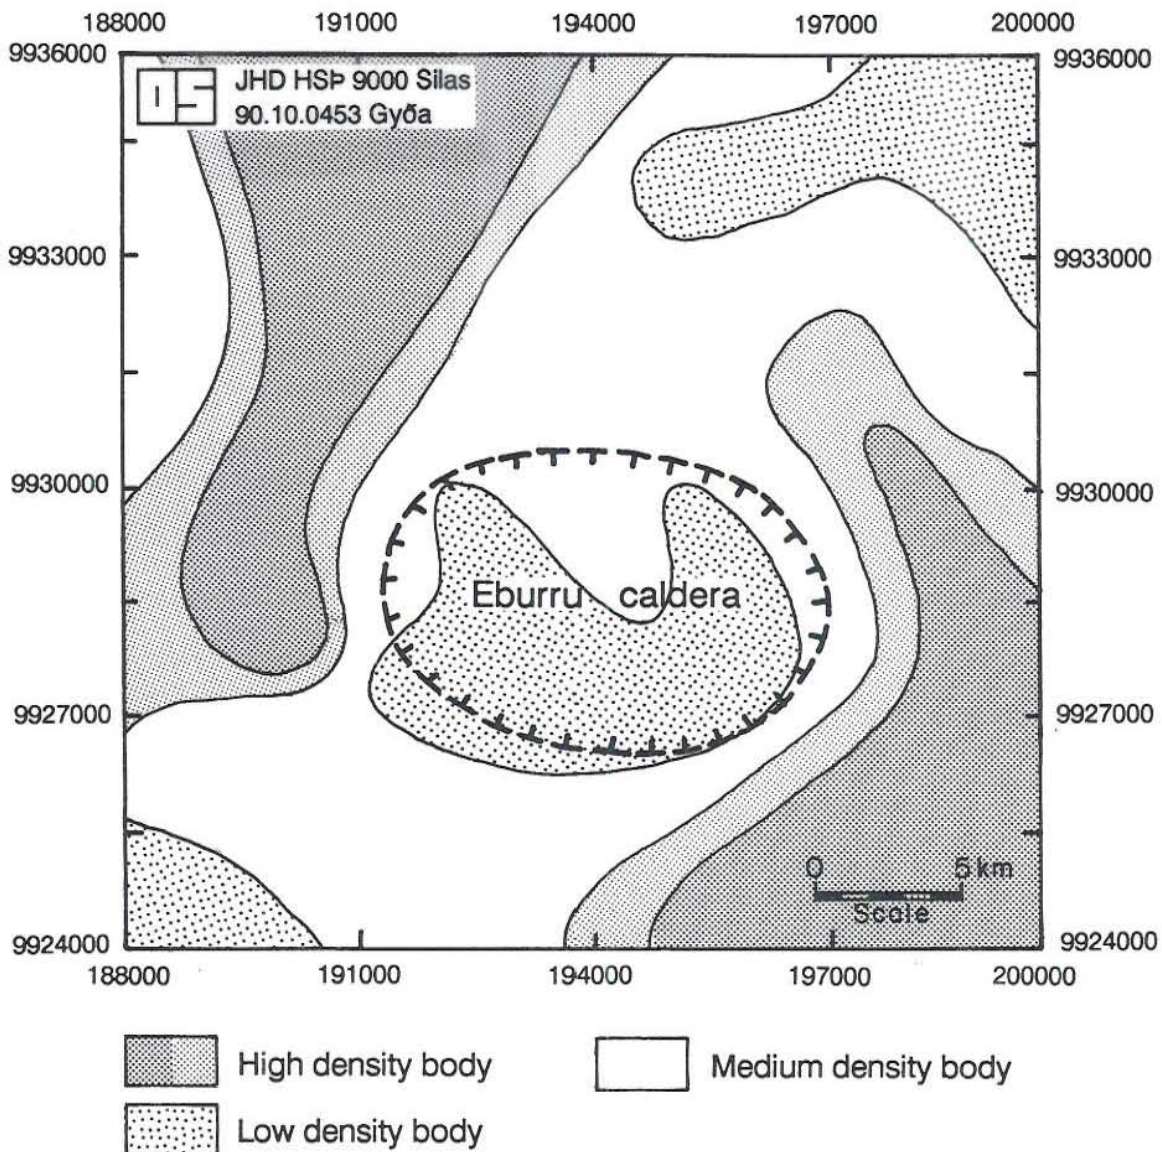 188000 191000 194000 197000 200000
9936000 9936000
JHD HSÞ 9000 Silas
90.10.0453 Gyða
9933000 9933000
9930000 9930000
Eburru caldera
9927000 9927000
0 5 km
Scale
9924000 9924000
188000 191000 194000 197000 200000
High density body Medium density body
Low density body